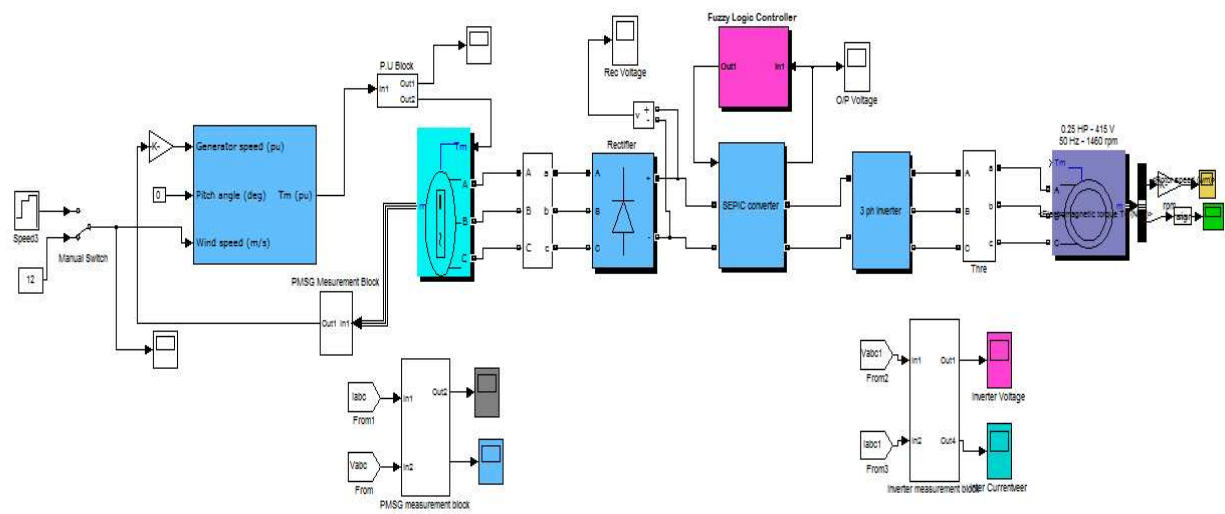 Fuzzy Logic Controller
Out1
In1
Rec Voltage
O/P Voltage
P.U Block
In1
Out1
Out2
v
+
-
K-
Generator speed (pu)
Pitch angle (deg)
Wind speed (m/s)
Tm (pu)
0
Speed3
12
Manual Switch
Tm
m
A
B
C
A
B
C
a
b
c
Rectifier
A
B
C
+
-
SEPIC converter
3 ph Inverter
A
B
C
a
b
c
Thre
0.25 HP - 415 V
50 Hz - 1460 rpm
Tm
A
B
C
m
K-
rpm
PMSG Mesurement Block
Out1
In1
Iabc
From1
Vabc
From
In1
In2
Out2
PMSG measurement block
Vabc1
From2
Iabc1
From3
In1
In2
Out1
Out4
Inverter measurement block
Inverter Voltage